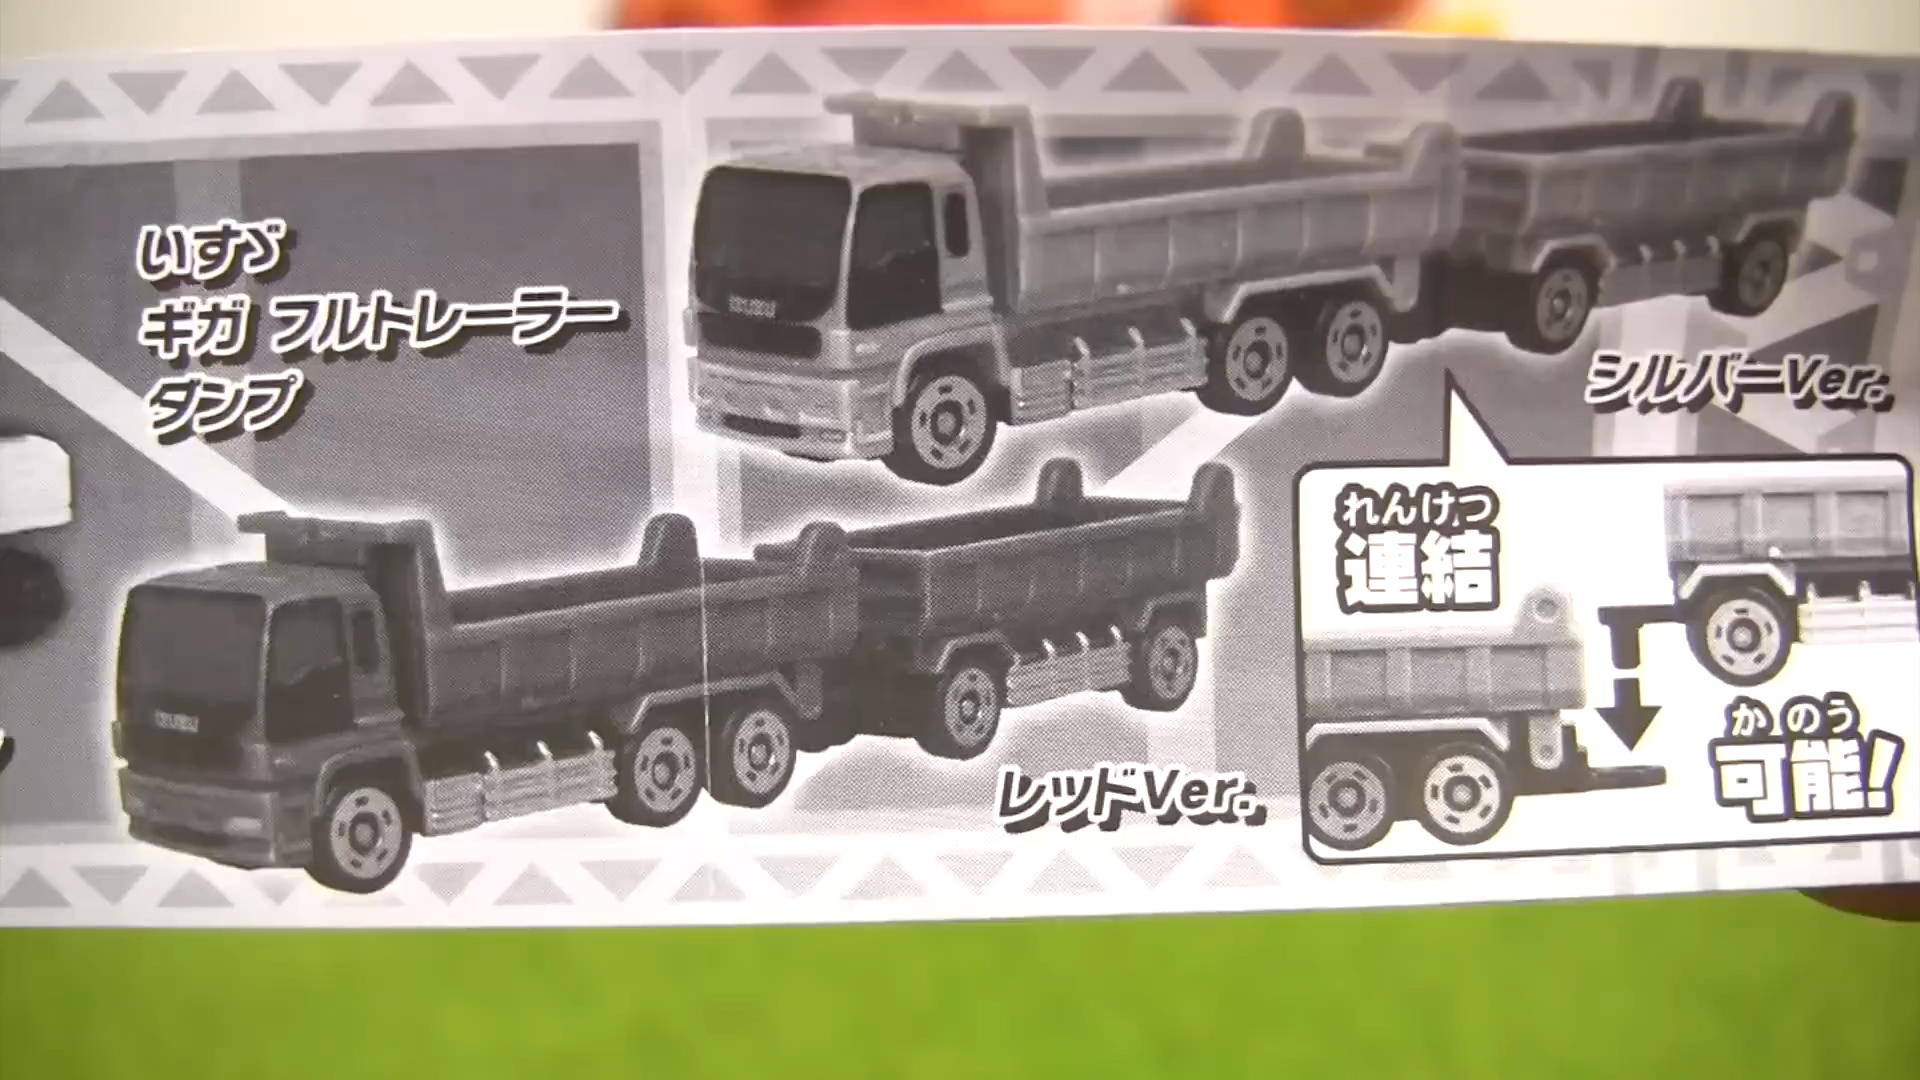 いすゞ
ギガ フルトレーラー
ダンプ
シルバーVer.
れんけつ
連結
かのう
可能!
レッドVer.
ISUZU